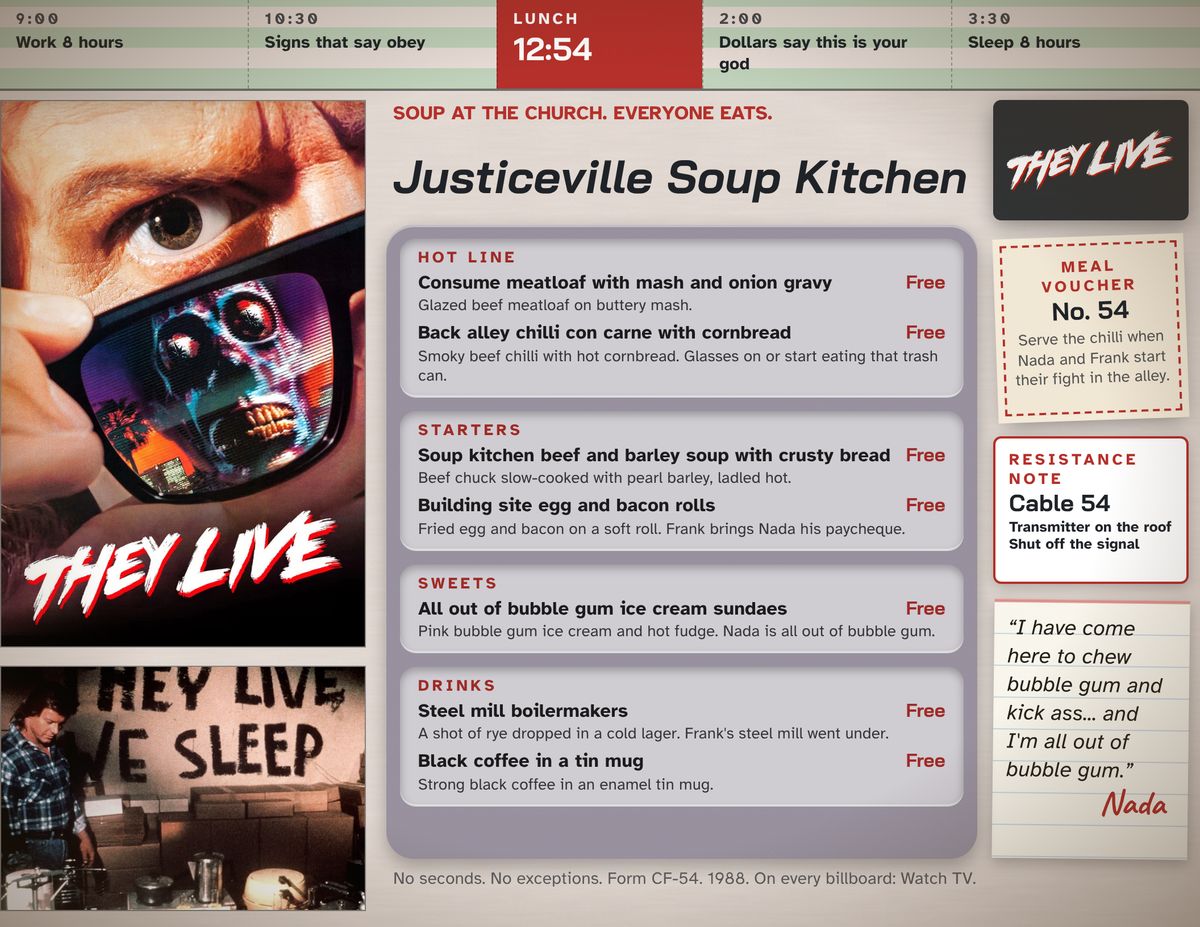 9:00
Work 8 hours
10:30
Signs that say obey
LUNCH
12:54
2:00
Dollars say this is your
god
3:30
Sleep 8 hours
THEY LIVE
HEY LIVE
WE SLEEP
SOUP AT THE CHURCH. EVERYONE EATS.
Justiceville Soup Kitchen
HOT LINE
Consume meatloaf with mash and onion gravy Free
Glazed beef meatloaf on buttery mash.
Back alley chilli con carne with cornbread Free
Smoky beef chilli with hot cornbread. Glasses on or start eating that trash
can.
STARTERS
Soup kitchen beef and barley soup with crusty bread Free
Beef chuck slow-cooked with pearl barley, ladled hot.
Building site egg and bacon rolls Free
Fried egg and bacon on a soft roll. Frank brings Nada his paycheque.
SWEETS
All out of bubble gum ice cream sundaes Free
Pink bubble gum ice cream and hot fudge. Nada is all out of bubble gum.
DRINKS
Steel mill boilermakers Free
A shot of rye dropped in a cold lager. Frank's steel mill went under.
Black coffee in a tin mug Free
Strong black coffee in an enamel tin mug.
No seconds. No exceptions. Form CF-54. 1988. On every billboard: Watch TV.
THEY LIVE
MEAL
VOUCHER
No. 54
Serve the chilli when
Nada and Frank start
their fight in the alley.
RESISTANCE
NOTE
Cable 54
Transmitter on the roof
Shut off the signal
“I have come
here to chew
bubble gum and
kick ass... and
I'm all out of
bubble gum.”
Nada